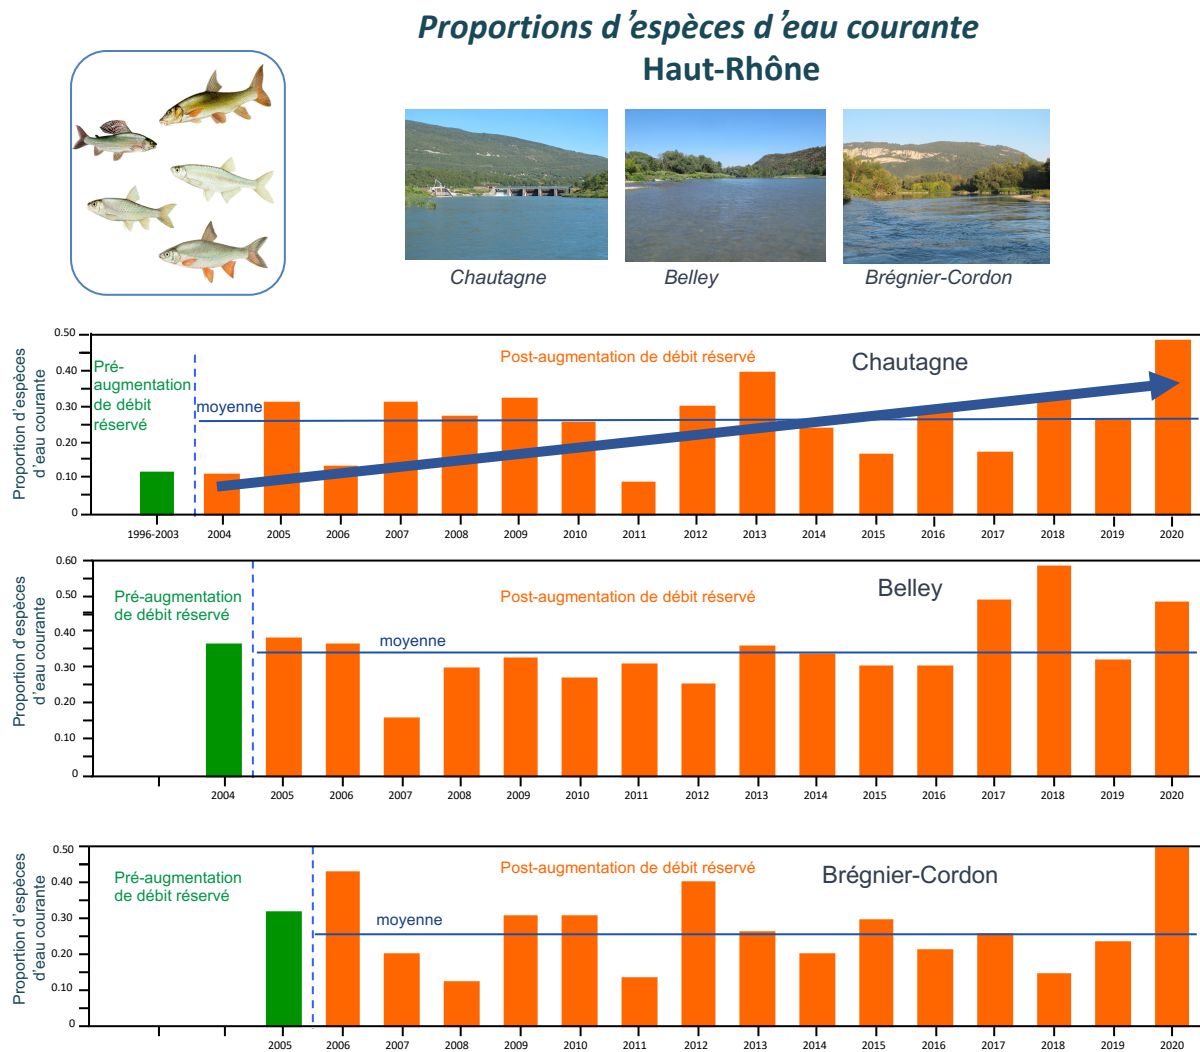 Proportions d'espèces d'eau courante
Haut-Rhône
Chautagne
Belley
Brégnier-Cordon
Proportion d'espèces
d'eau courante
0.50
0.40
0.30
0.20
0.10
0
Pré-
augmentation
de débit
réservé
moyenne
Post-augmentation de débit réservé
Chautagne
1996-2003 2004 2005 2006 2007 2008 2009 2010 2011 2012 2013 2014 2015 2016 2017 2018 2019 2020
Proportion d'espèces
d'eau courante
0.60
0.50
0.40
0.30
0.20
0.10
0
Pré-augmentation
de débit réservé
moyenne
Post-augmentation de débit réservé
Belley
2004 2005 2006 2007 2008 2009 2010 2011 2012 2013 2014 2015 2016 2017 2018 2019 2020
Proportion d'espèces
d'eau courante
0.50
0.40
0.30
0.20
0.10
0
Pré-augmentation
de débit réservé
moyenne
Post-augmentation de débit réservé
Brégnier-Cordon
2005 2006 2007 2008 2009 2010 2011 2012 2013 2014 2015 2016 2017 2018 2019 2020